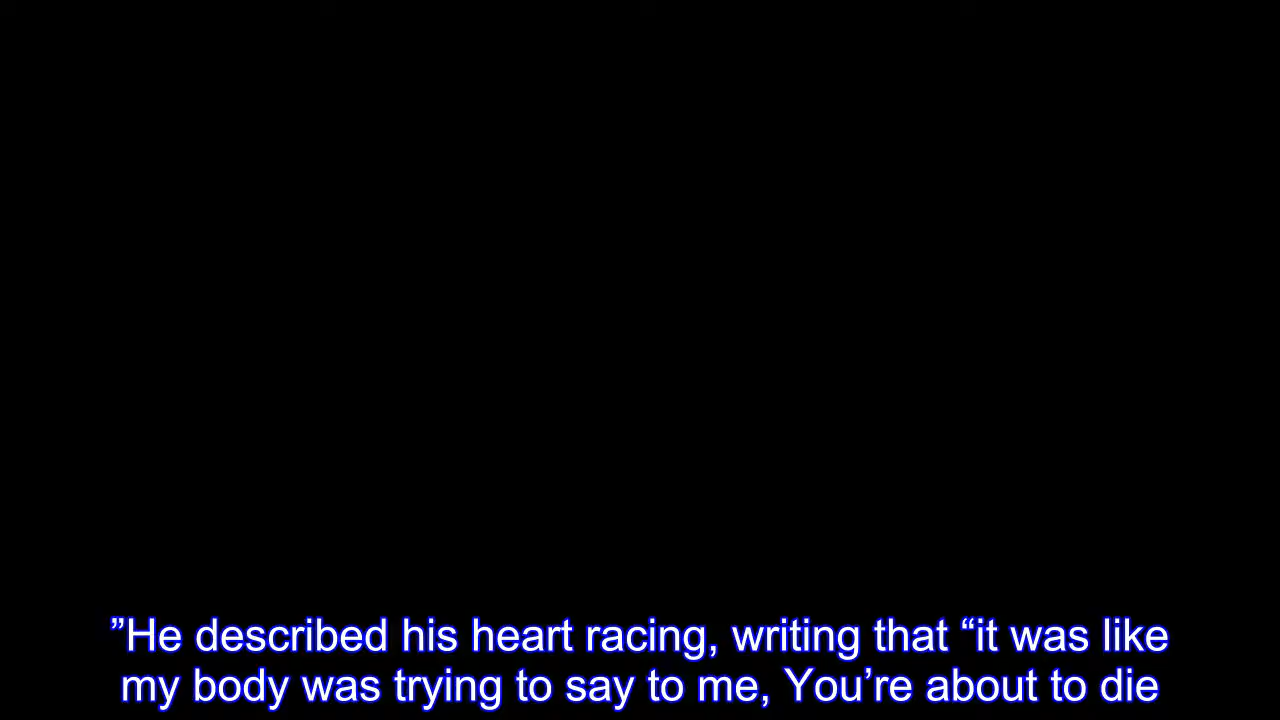 ”He described his heart racing, writing that “it was like
my body was trying to say to me, You’re about to die